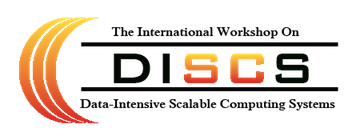 The International Workshop On
DISCS
Data-Intensive Scalable Computing Systems